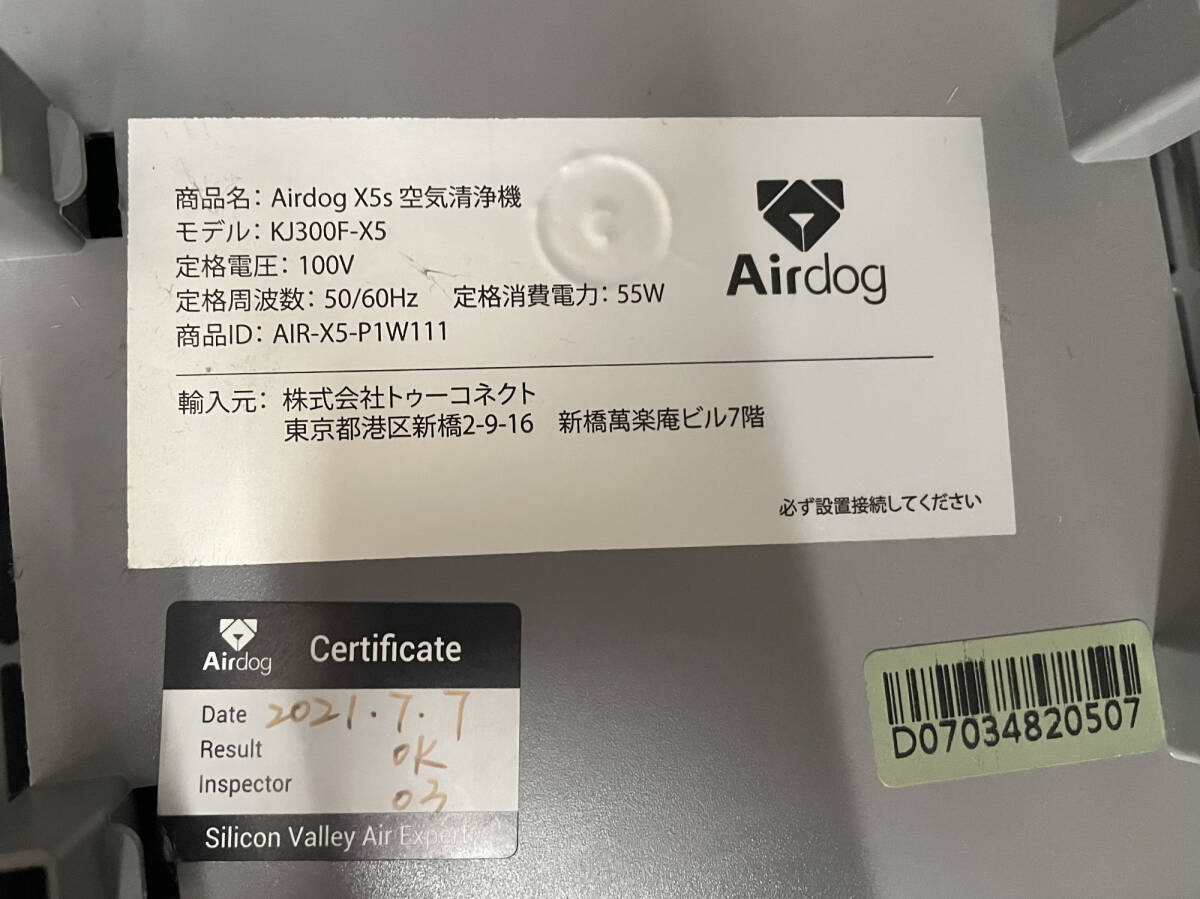 商品名：Airdog X5s 空気清浄機
モデル：KJ300F-X5
定格電圧：100V
定格周波数：50/60Hz　定格消費電力：55W
商品ID：AIR-X5-P1W111
Airdog
輸入元：株式会社トゥーコネクト
東京都港区新橋2-9-16　新橋萬楽庵ビル7階
必ず設置接続してください
Airdog Certificate
Date 2021.7.7
Result OK
Inspector 03
Silicon Valley Air Expert
D07034820507